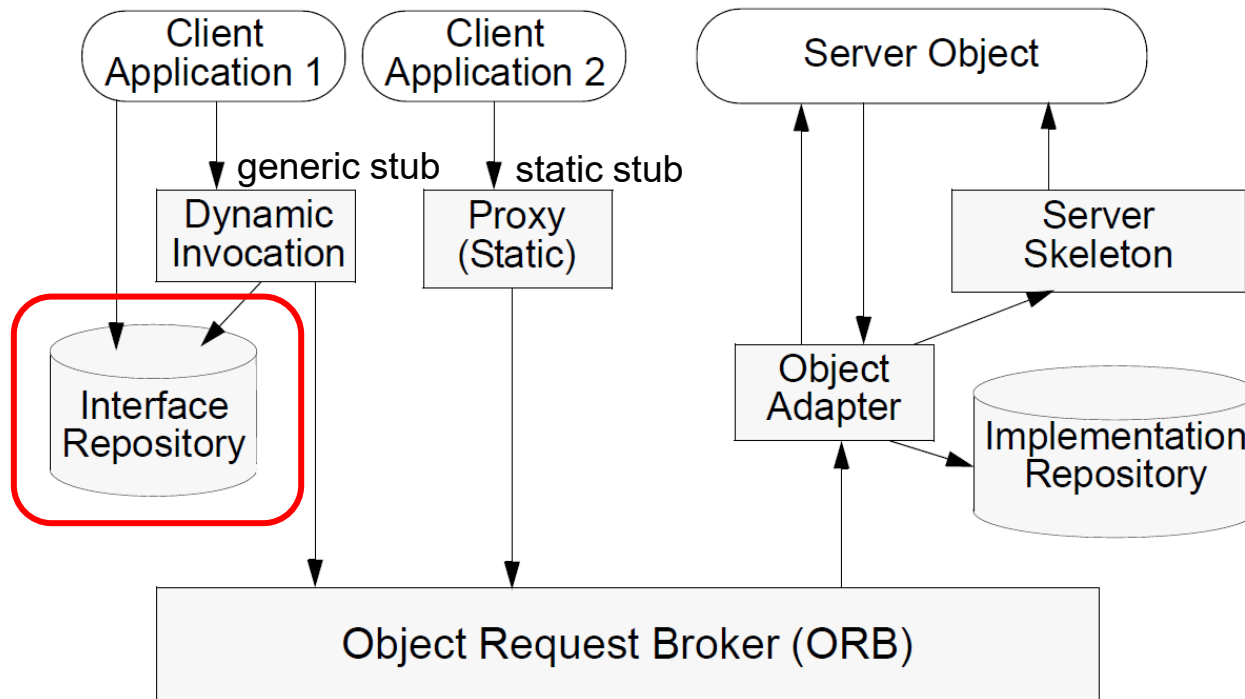 Client
Application 1
Client
Application 2
Server Object
generic stub
static stub
Dynamic
Invocation
Proxy
(Static)
Server
Skeleton
Interface
Repository
Object
Adapter
Implementation
Repository
Object Request Broker (ORB)